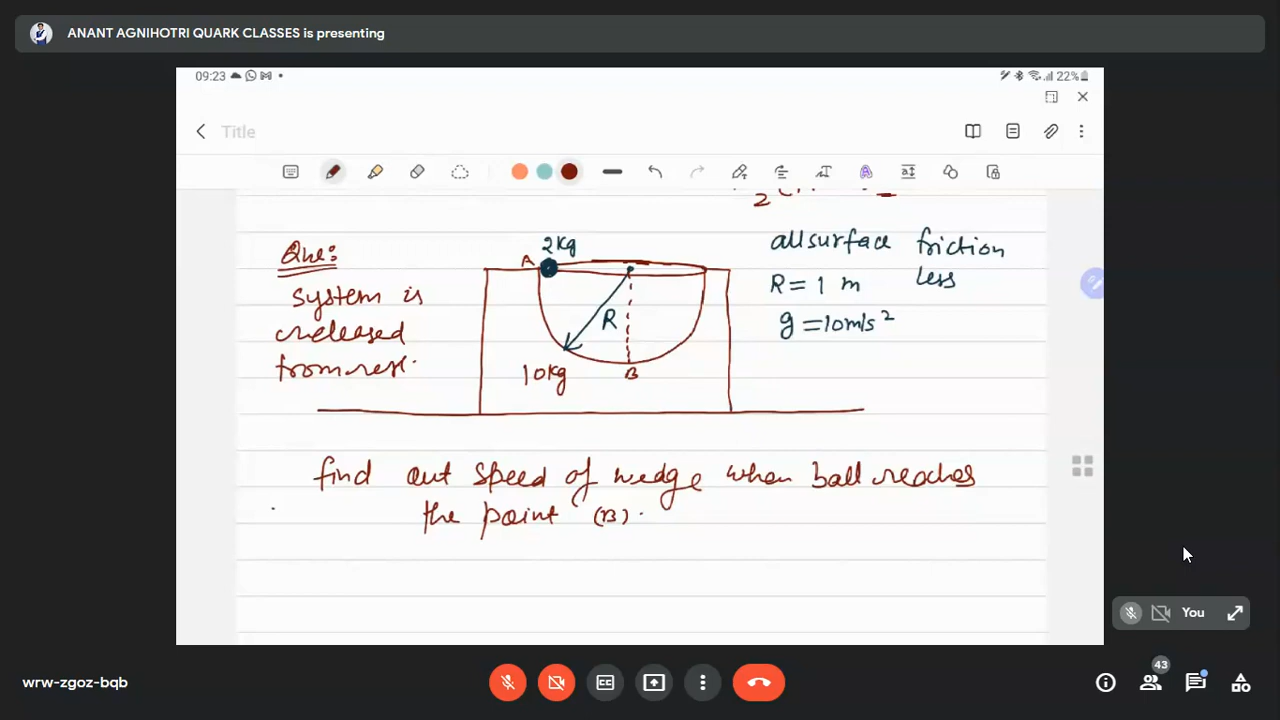 ANANT AGNIHOTRI QUARK CLASSES is presenting
09:23
22%
Title
Que:
system is
released
from rest.
A
2kg
R
10kg
B
all surface friction
less
R = 1 m
g = 10 m/s²
find out speed of wedge when ball reaches
the point (B).
You
wrw-zgoz-bqb
43